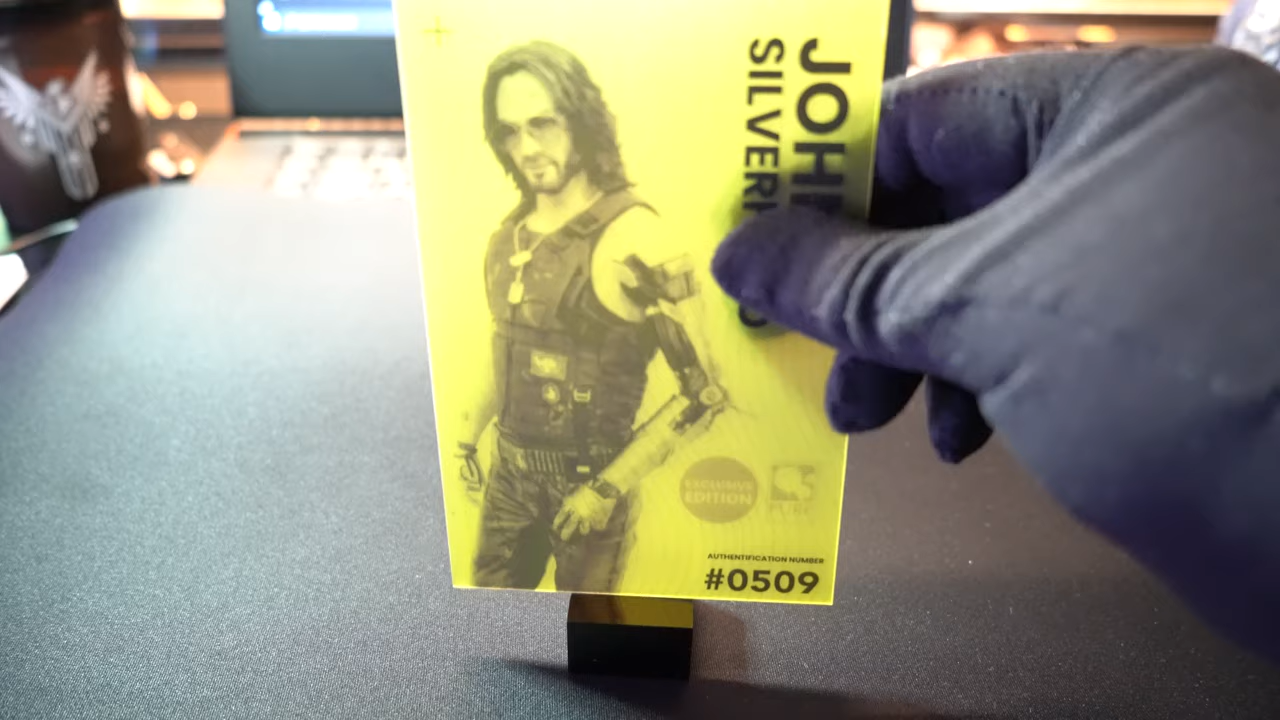 JOH
SILVER
EXCLUSIVE
EDITION
PURE
AUTHENTIFICATION NUMBER
#0509